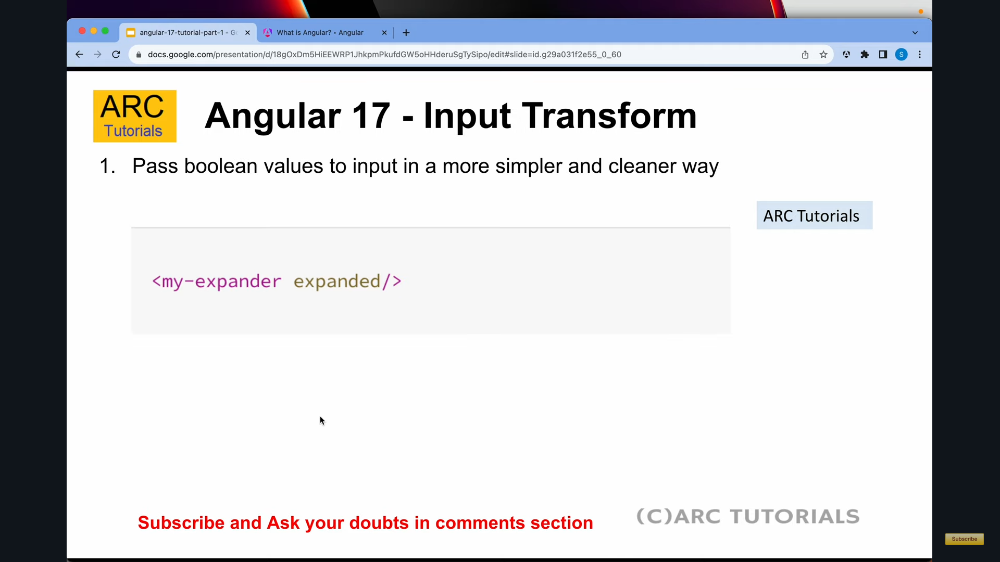 angular-17-tutorial-part-1 - Go
What is Angular? • Angular
docs.google.com/presentation/d/18gOxDm5HiEEWRP1JhkpmPkufdGW5oHHderuSgTySipo/edit#slide=id.g29a031f2e55_0_60
S
ARC
Tutorials
Angular 17 - Input Transform
1. Pass boolean values to input in a more simpler and cleaner way
ARC Tutorials
<my-expander expanded/>
Subscribe and Ask your doubts in comments section
(C)ARC TUTORIALS
Subscribe